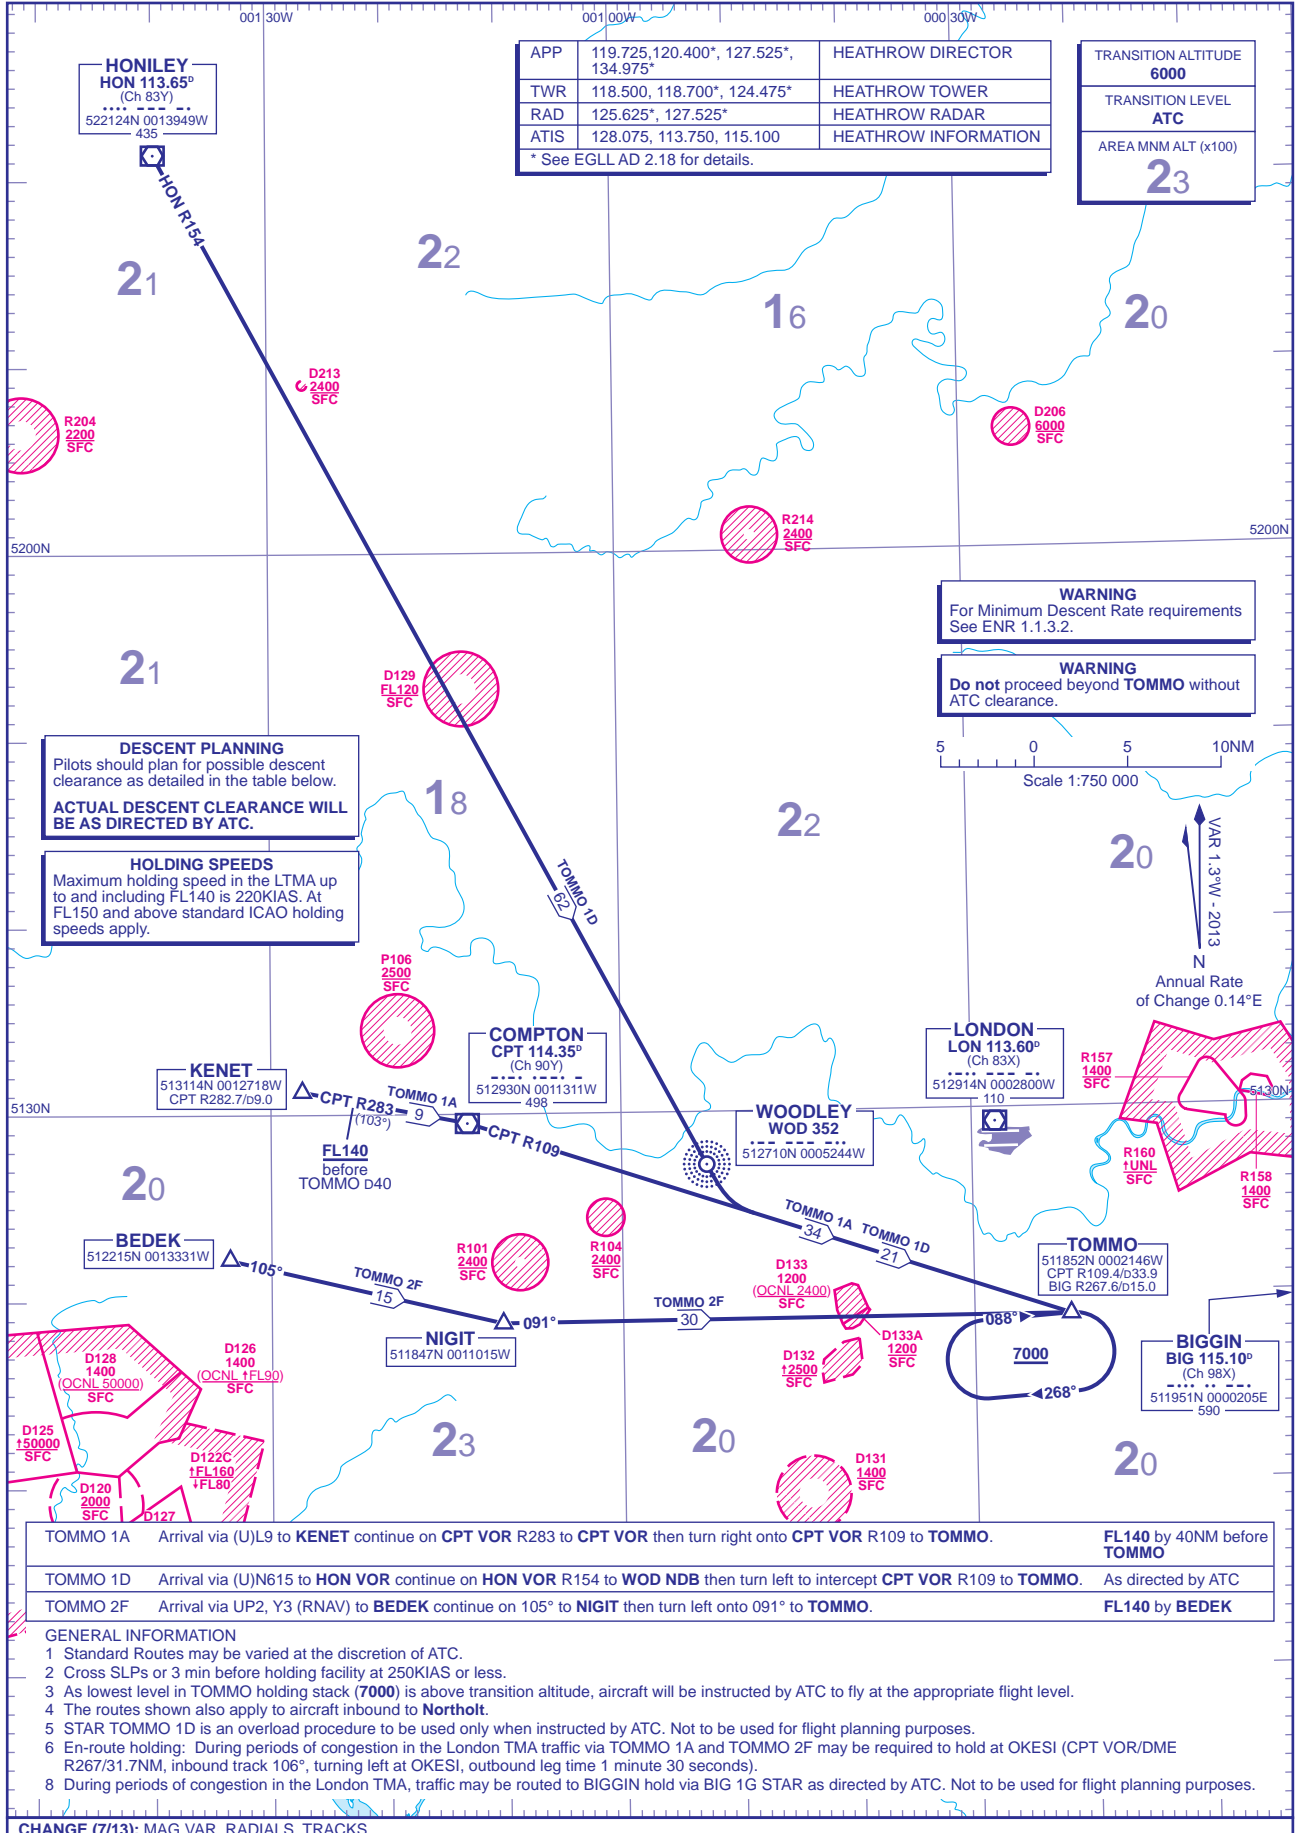 001'30W
001'00W
000'30W
HONILEY
HON 113.65ᴰ
(Ch 83Y)
522124N 0013949W
435
APP 119.725,120.400*, 127.525*, 134.975* HEATHROW DIRECTOR
TWR 118.500, 118.700*, 124.475* HEATHROW TOWER
RAD 125.625*, 127.525* HEATHROW RADAR
ATIS 128.075, 113.750, 115.100 HEATHROW INFORMATION
* See EGLL AD 2.18 for details.
TRANSITION ALTITUDE
6000
TRANSITION LEVEL
ATC
AREA MNM ALT (x100)
23
HON R154
21
22
16
20
D213
2400
SFC
R204
2200
SFC
D206
6000
SFC
R214
2400
SFC
5200N
5200N
WARNING
For Minimum Descent Rate requirements
See ENR 1.1.3.2.
WARNING
Do not proceed beyond TOMMO without
ATC clearance.
21
D129
FL120
SFC
5 0 5 10NM
Scale 1:750 000
DESCENT PLANNING
Pilots should plan for possible descent
clearance as detailed in the table below.
ACTUAL DESCENT CLEARANCE WILL
BE AS DIRECTED BY ATC.
18
22
20
VAR 1.3°W - 2013
N
Annual Rate
of Change 0.14°E
HOLDING SPEEDS
Maximum holding speed in the LTMA up
to and including FL140 is 220KIAS. At
FL150 and above standard ICAO holding
speeds apply.
TOMMO 1D
62
P106
2500
SFC
COMPTON
CPT 114.35ᴰ
(Ch 90Y)
512930N 0011311W
498
LONDON
LON 113.60ᴰ
(Ch 83X)
512914N 0002800W
110
R157
1400
SFC
KENET
513114N 0012718W
CPT R282.7/D9.0
5130N
5130N
CPT R283
(103°)
TOMMO 1A
9
CPT R109
FL140
before
TOMMO D40
WOODLEY
WOD 352
512710N 0005244W
R160
↑UNL
SFC
R158
1400
SFC
20
BEDEK
512215N 0013331W
105°
TOMMO 2F
15
R101
2400
SFC
R104
2400
SFC
TOMMO 1A
34
TOMMO 1D
21
TOMMO
511852N 0002146W
CPT R109.4/D33.9
BIG R267.6/D15.0
D133
1200
(OCNL 2400)
SFC
NIGIT
511847N 0011015W
091°
TOMMO 2F
30
088°
7000
268°
D133A
1200
SFC
D132
↑2500
SFC
BIGGIN
BIG 115.10ᴰ
(Ch 98X)
511951N 0000205E
590
D128
1400
(OCNL 50000)
SFC
D126
1400
(OCNL ↑FL90)
SFC
D125
↑50000
SFC
D122C
↑FL160
↓FL80
D120
2000
SFC
D127
23
20
20
D131
1400
SFC
TOMMO 1A Arrival via (U)L9 to KENET continue on CPT VOR R283 to CPT VOR then turn right onto CPT VOR R109 to TOMMO. FL140 by 40NM before TOMMO
TOMMO 1D Arrival via (U)N615 to HON VOR continue on HON VOR R154 to WOD NDB then turn left to intercept CPT VOR R109 to TOMMO. As directed by ATC
TOMMO 2F Arrival via UP2, Y3 (RNAV) to BEDEK continue on 105° to NIGIT then turn left onto 091° to TOMMO. FL140 by BEDEK
GENERAL INFORMATION
1 Standard Routes may be varied at the discretion of ATC.
2 Cross SLPs or 3 min before holding facility at 250KIAS or less.
3 As lowest level in TOMMO holding stack (7000) is above transition altitude, aircraft will be instructed by ATC to fly at the appropriate flight level.
4 The routes shown also apply to aircraft inbound to Northolt.
5 STAR TOMMO 1D is an overload procedure to be used only when instructed by ATC. Not to be used for flight planning purposes.
6 En-route holding: During periods of congestion in the London TMA traffic via TOMMO 1A and TOMMO 2F may be required to hold at OKESI (CPT VOR/DME
R267/31.7NM, inbound track 106°, turning left at OKESI, outbound leg time 1 minute 30 seconds).
8 During periods of congestion in the London TMA, traffic may be routed to BIGGIN hold via BIG 1G STAR as directed by ATC. Not to be used for flight planning purposes.
CHANGE (7/13): MAG VAR, RADIALS, TRACKS